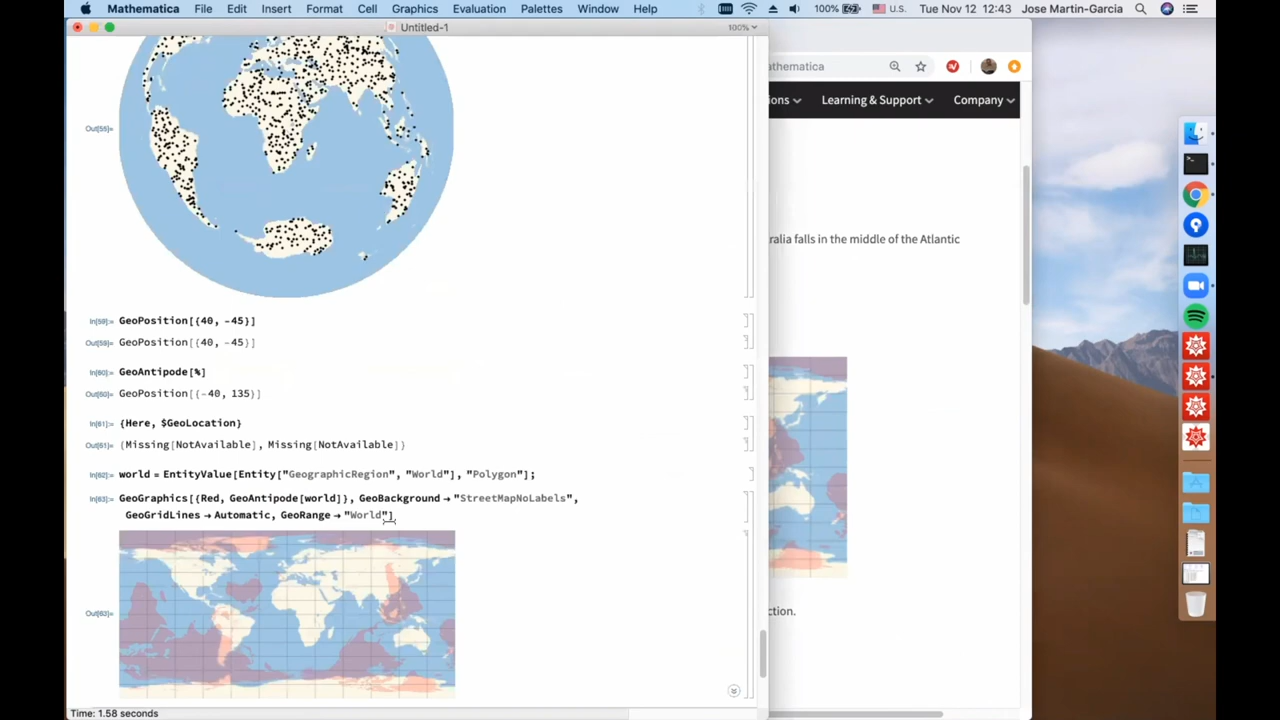 Mathematica File Edit Insert Format Cell Graphics Evaluation Palettes Window Help 100% U.S. Tue Nov 12 12:43 Jose Martin-Garcia
Untitled-1 100%
athematica
ions Learning & Support Company
Out[55]=
ralia falls in the middle of the Atlantic
In[59]:= GeoPosition[{40, -45}]
Out[59]= GeoPosition[{40, -45}]
In[60]:= GeoAntipode[%]
Out[60]= GeoPosition[{-40, 135}]
In[61]:= {Here, $GeoLocation}
Out[61]= {Missing[NotAvailable], Missing[NotAvailable]}
In[62]:= world = EntityValue[Entity["GeographicRegion", "World"], "Polygon"];
In[63]:= GeoGraphics[{Red, GeoAntipode[world]}, GeoBackground → "StreetMapNoLabels",
GeoGridLines → Automatic, GeoRange → "World"]
Out[63]=
ction.
Time: 1.58 seconds